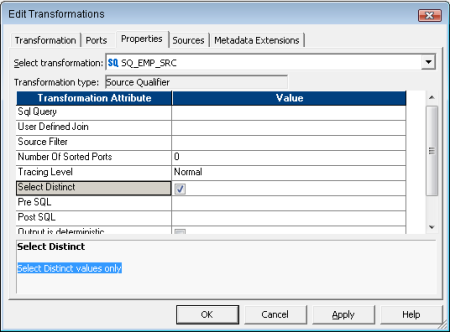 Edit Transformations
Transformation Ports Properties Sources Metadata Extensions
Select transformation: SQ SQ_EMP_SRC
Transformation type: Source Qualifier
Transformation Attribute Value
Sql Query
User Defined Join
Source Filter
Number Of Sorted Ports 0
Tracing Level Normal
Select Distinct
Pre SQL
Post SQL
Output is deterministic
Select Distinct
Select Distinct values only
OK Cancel Apply Help